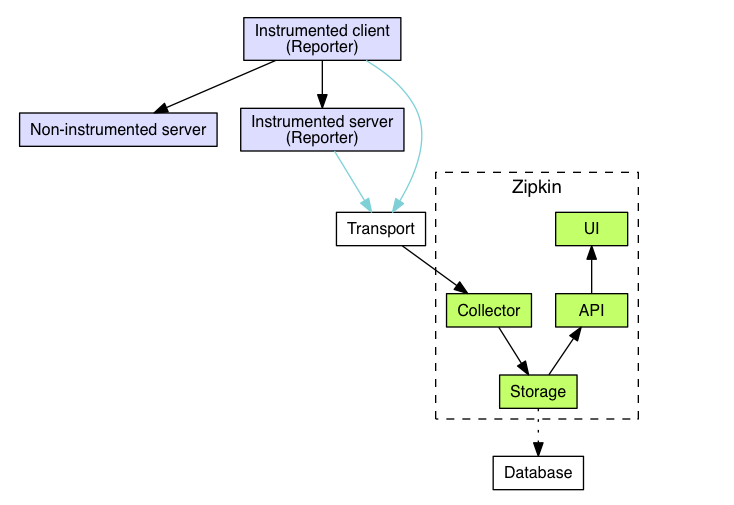 Instrumented client
(Reporter)
Non-instrumented server
Instrumented server
(Reporter)
Zipkin
Transport
UI
Collector
API
Storage
Database